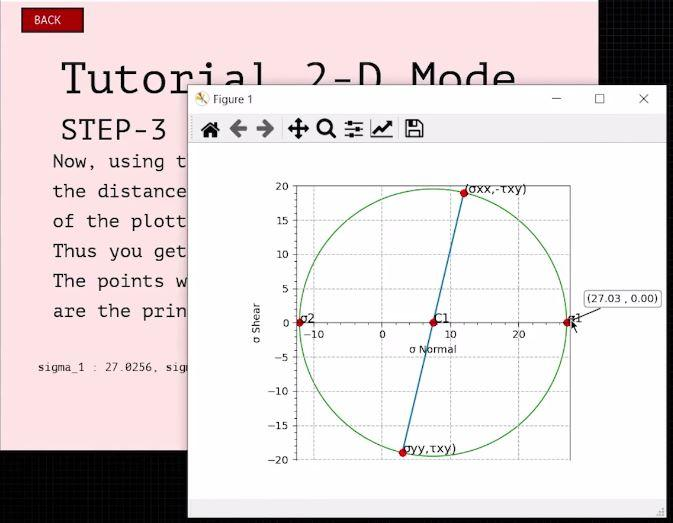 BACK
Tutorial 2-D Mode
STEP-3
Now, using t
the distance
of the plott
Thus you get
The points w
are the prin
sigma_1 : 27.0256, sigm
Figure 1
20
15
10
5
0
−5
−10
−15
−20
σ Shear
(σxx,-τxy)
σ2
C1
σ1
(27.03 , 0.00)
−10
0
10
20
σ Normal
σyy,τxy)